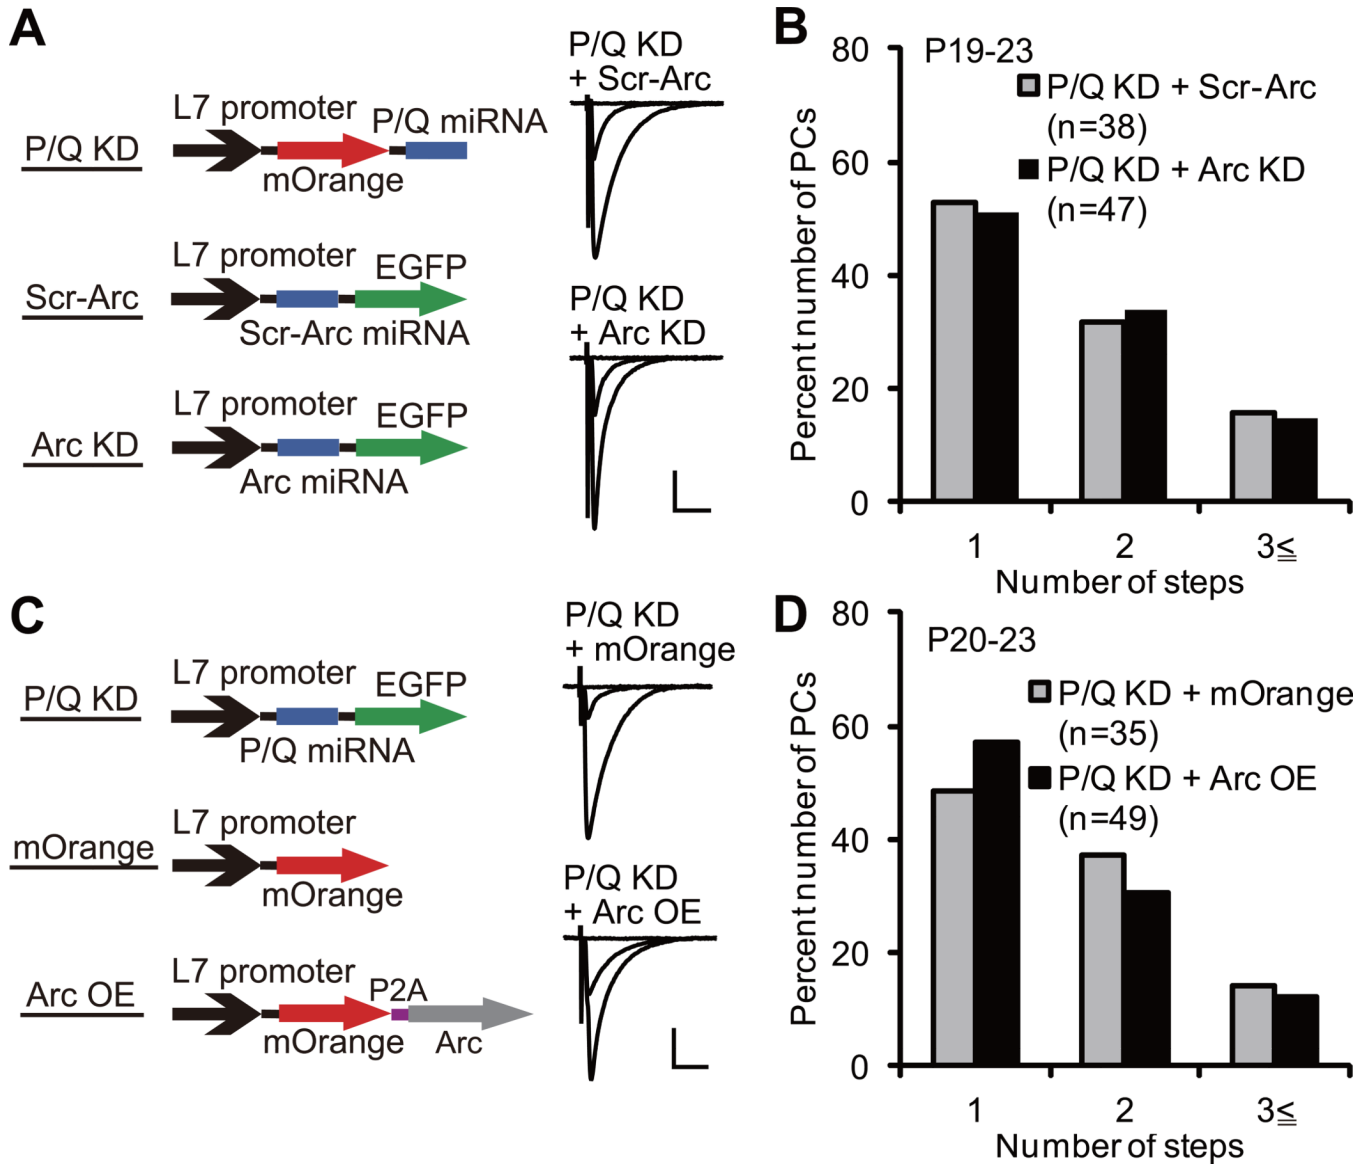 A
P/Q KD
L7 promoter
P/Q miRNA
mOrange
Scr-Arc
L7 promoter
EGFP
Scr-Arc miRNA
Arc KD
L7 promoter
EGFP
Arc miRNA
P/Q KD
+ Scr-Arc
P/Q KD
+ Arc KD
B
P19-23
P/Q KD + Scr-Arc
(n=38)
P/Q KD + Arc KD
(n=47)
Percent number of PCs
80
60
40
20
0
1
2
3≦
Number of steps
C
P/Q KD
L7 promoter
EGFP
P/Q miRNA
mOrange
L7 promoter
mOrange
Arc OE
L7 promoter
P2A
mOrange
Arc
P/Q KD
+ mOrange
P/Q KD
+ Arc OE
D
P20-23
P/Q KD + mOrange
(n=35)
P/Q KD + Arc OE
(n=49)
Percent number of PCs
80
60
40
20
0
1
2
3≦
Number of steps